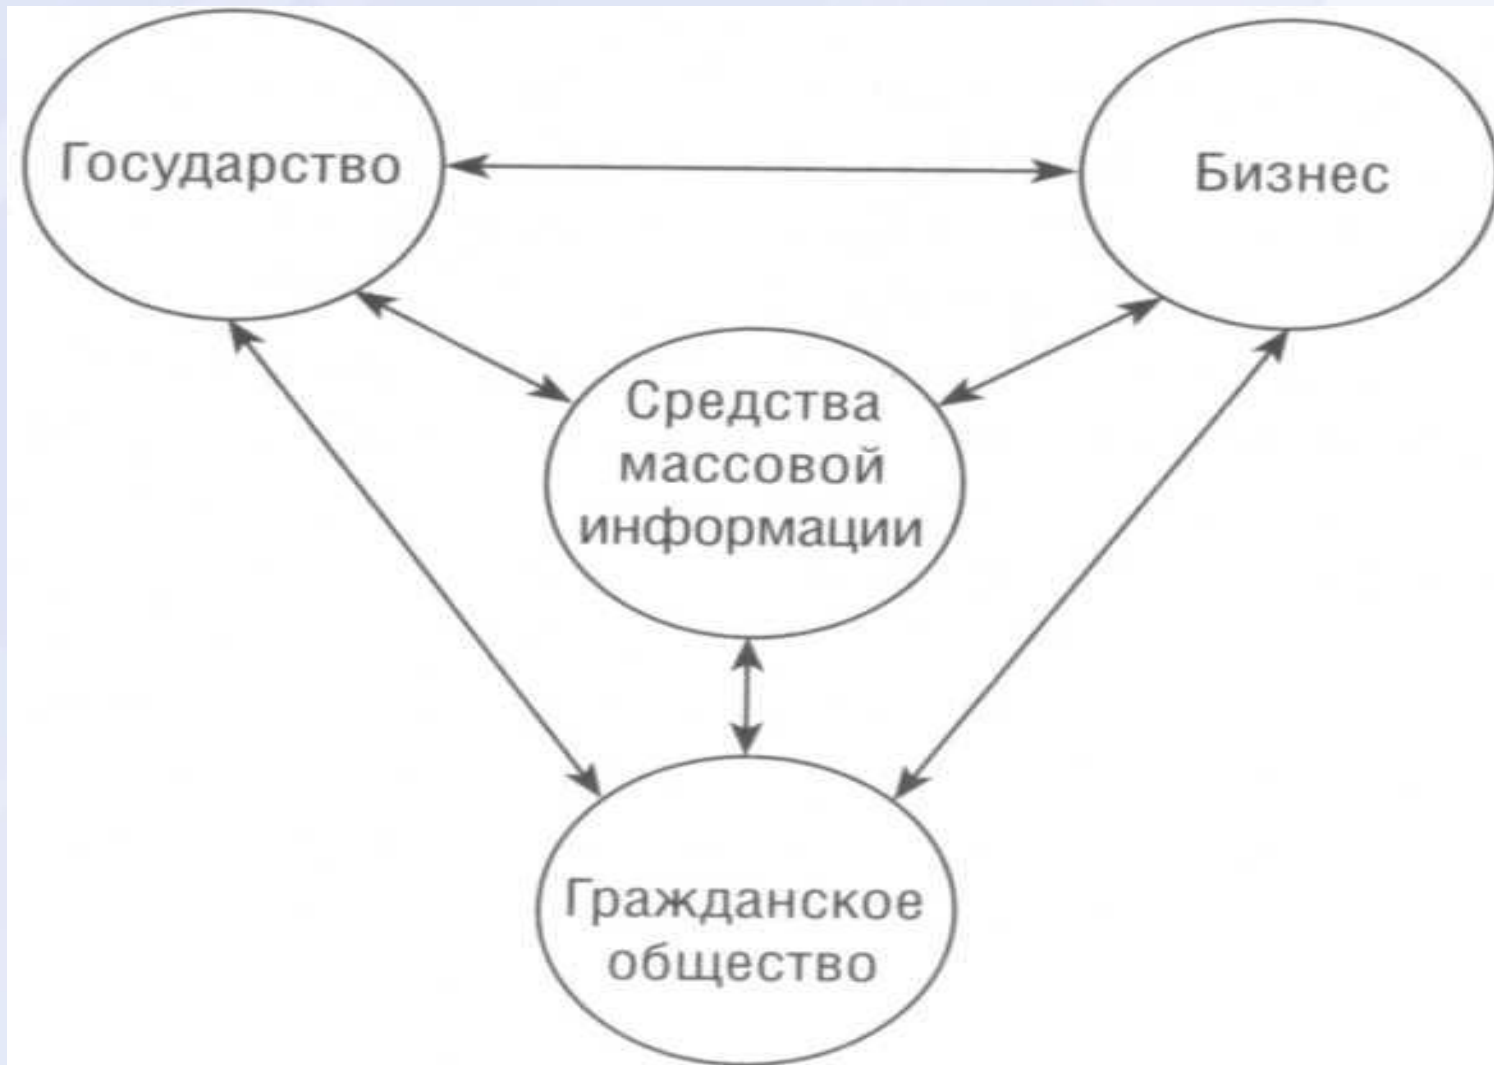 Государство
Бизнес
Средства
массовой
информации
Гражданское
общество